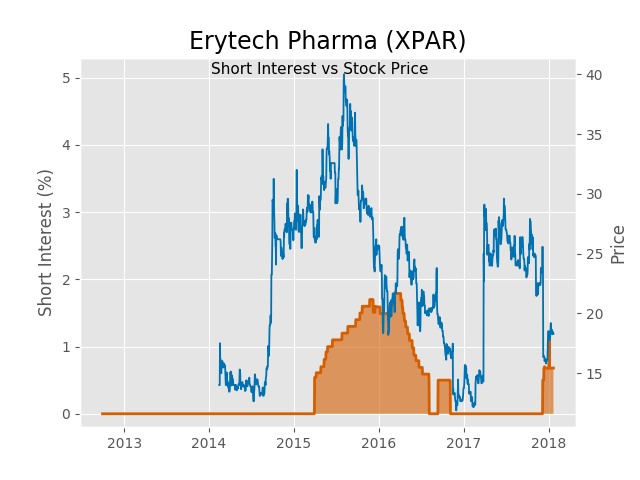 Erytech Pharma (XPAR)
Short Interest vs Stock Price
Short Interest (%)
5
4
3
2
1
0
40
35
30
25
20
15
Price
2013 2014 2015 2016 2017 2018